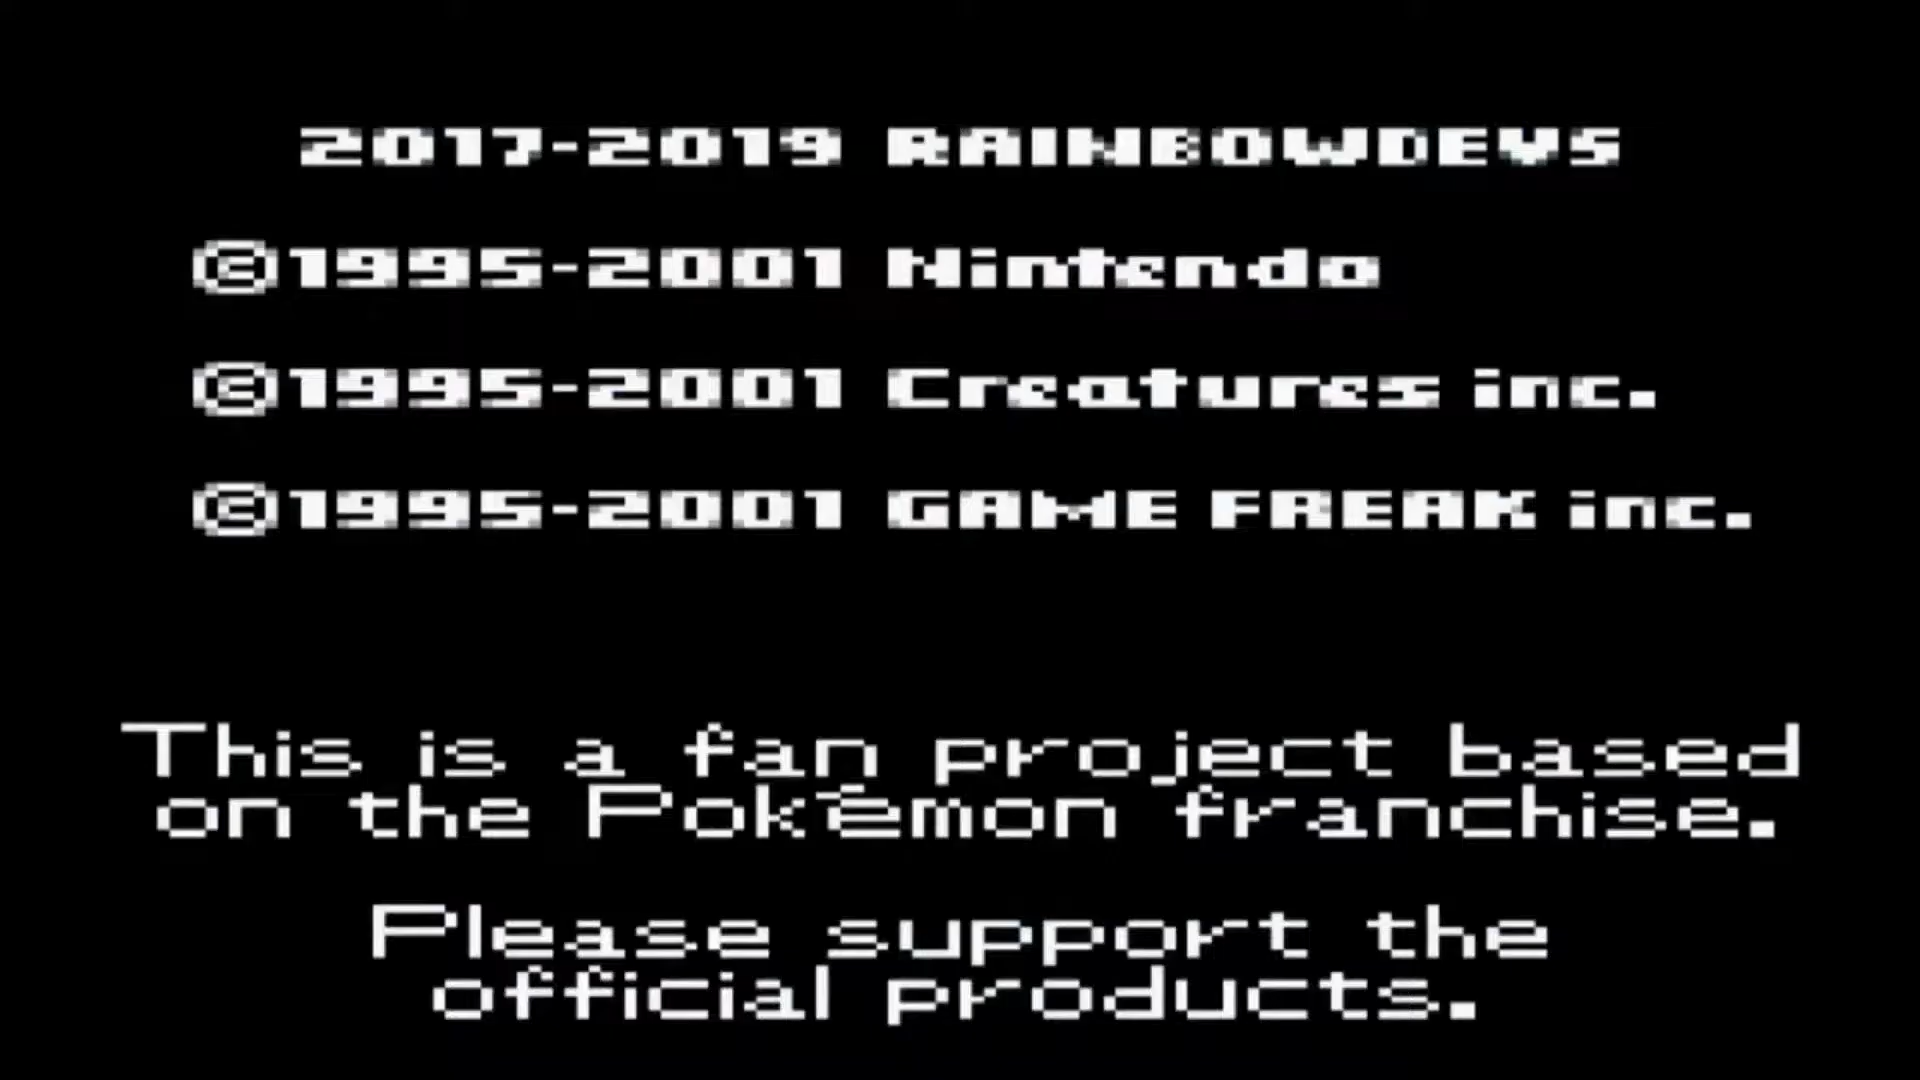 2017-2019 RAINBOWDEVS
©1995-2001 Nintendo
©1995-2001 Creatures inc.
©1995-2001 GAME FREAK inc.
This is a fan project based
on the Pokémon franchise.
Please support the
official products.